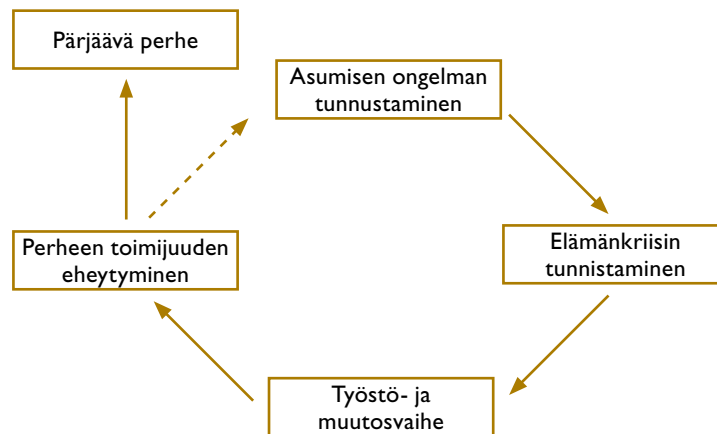 Pärjäävä perhe
Asumisen ongelman
tunnustaminen
Elämänkriisin
tunnistaminen
Työstö- ja
muutosvaihe
Perheen toimijuuden
eheytyminen